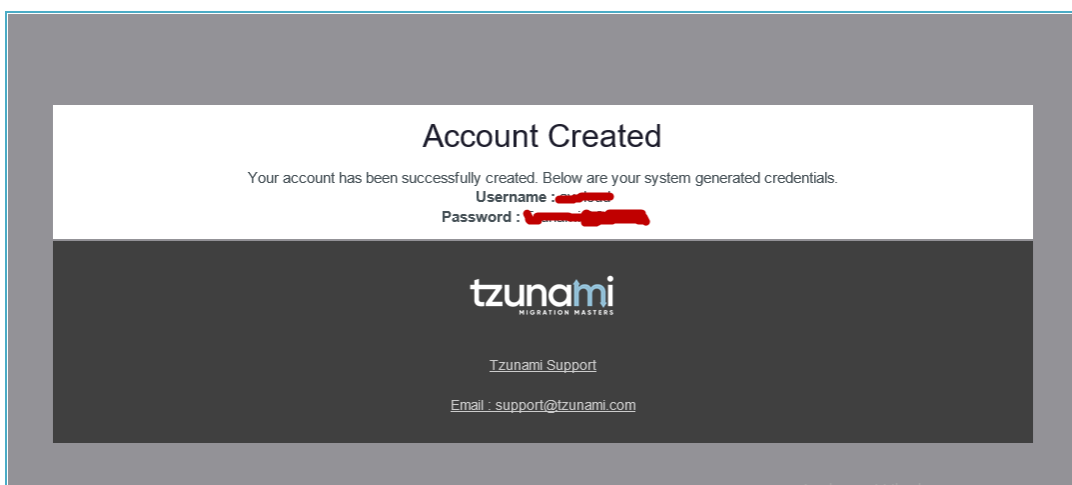 Account Created
Your account has been successfully created. Below are your system generated credentials.
Username :
Password :
tzunami
MIGRATION MASTERS
Tzunami Support
Email : support@tzunami.com